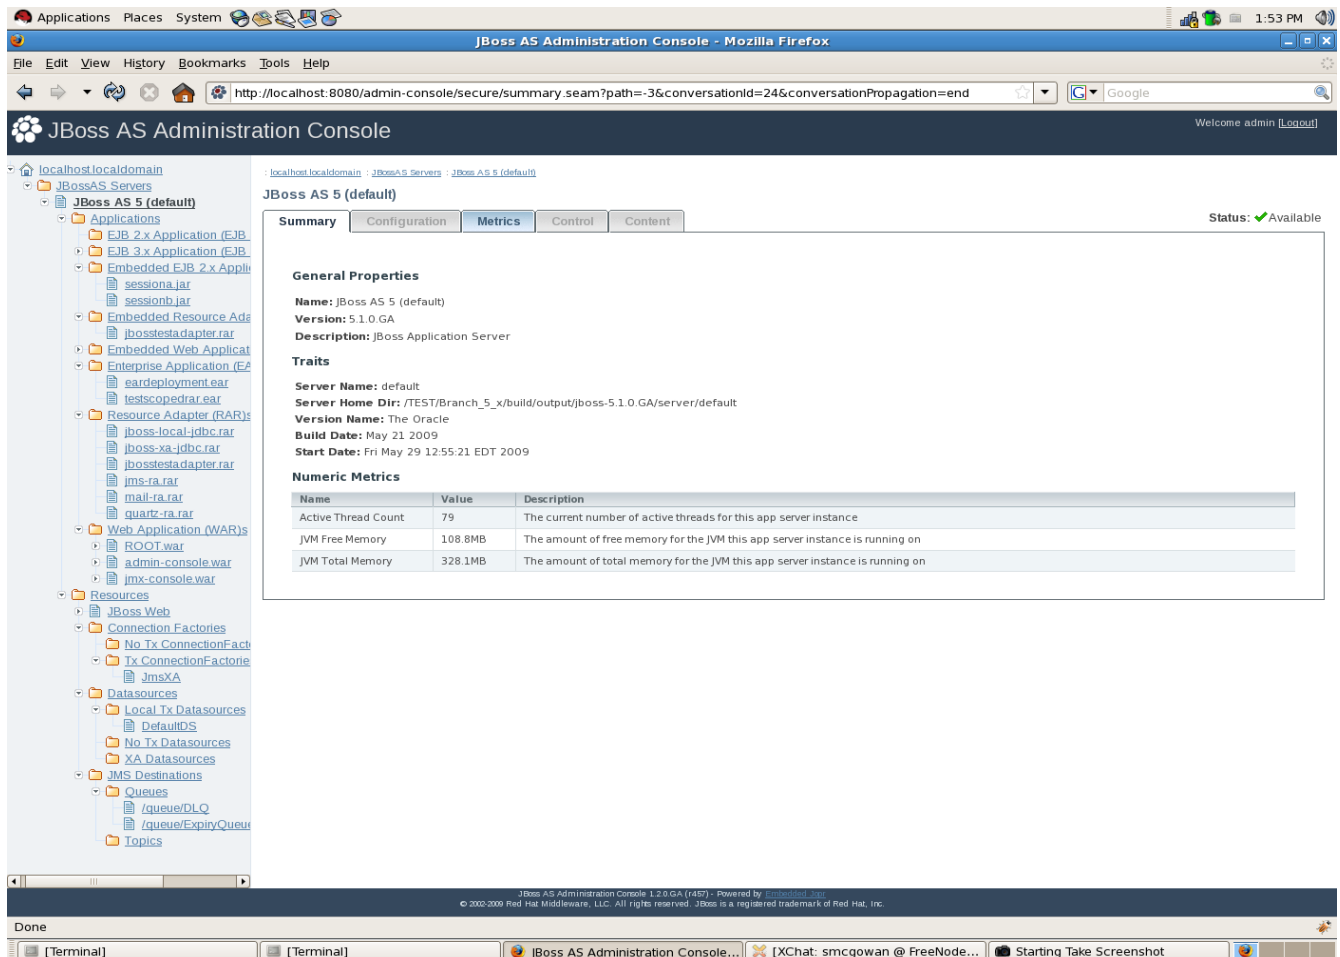 Applications Places System 1:53 PM
JBoss AS Administration Console - Mozilla Firefox
File Edit View History Bookmarks Tools Help
http://localhost:8080/admin-console/secure/summary.seam?path=-3&conversationId=24&conversationPropagation=end G Google
JBoss AS Administration Console
Welcome admin [Logout]
localhost.localdomain
JBossAS Servers
JBoss AS 5 (default)
Applications
EJB 2.x Application (EJB
EJB 3.x Application (EJB
Embedded EJB 2.x Appli
sessiona.jar
sessionb.jar
Embedded Resource Ada
jbosstestadapter.rar
Embedded Web Applicat
Enterprise Application (EA
eardeployment.ear
testscopedrar.ear
Resource Adapter (RAR)s
jboss-local-jdbc.rar
jboss-xa-jdbc.rar
jbosstestadapter.rar
jms-ra.rar
mail-ra.rar
quartz-ra.rar
Web Application (WAR)s
ROOT.war
admin-console.war
jmx-console.war
Resources
JBoss Web
Connection Factories
No Tx ConnectionFact
Tx ConnectionFactorie
JmsXA
Datasources
Local Tx Datasources
DefaultDS
No Tx Datasources
XA Datasources
JMS Destinations
Queues
/queue/DLQ
/queue/ExpiryQueue
Topics
: localhost.localdomain : JBossAS Servers : JBoss AS 5 (default)
JBoss AS 5 (default)
Summary Configuration Metrics Control Content
Status: Available
General Properties
Name: JBoss AS 5 (default)
Version: 5.1.0.GA
Description: JBoss Application Server
Traits
Server Name: default
Server Home Dir: /TEST/Branch_5_x/build/output/jboss-5.1.0.GA/server/default
Version Name: The Oracle
Build Date: May 21 2009
Start Date: Fri May 29 12:55:21 EDT 2009
Numeric Metrics
Name Value Description
Active Thread Count 79 The current number of active threads for this app server instance
JVM Free Memory 108.8MB The amount of free memory for the JVM this app server instance is running on
JVM Total Memory 328.1MB The amount of total memory for the JVM this app server instance is running on
JBoss AS Administration Console 1.2.0.GA (r457) - Powered by Embedded Jopr
© 2002-2009 Red Hat Middleware, LLC. All rights reserved. JBoss is a registered trademark of Red Hat, Inc.
Done
[Terminal] [Terminal] JBoss AS Administration Console... [XChat: smcgowan @ FreeNode... Starting Take Screenshot